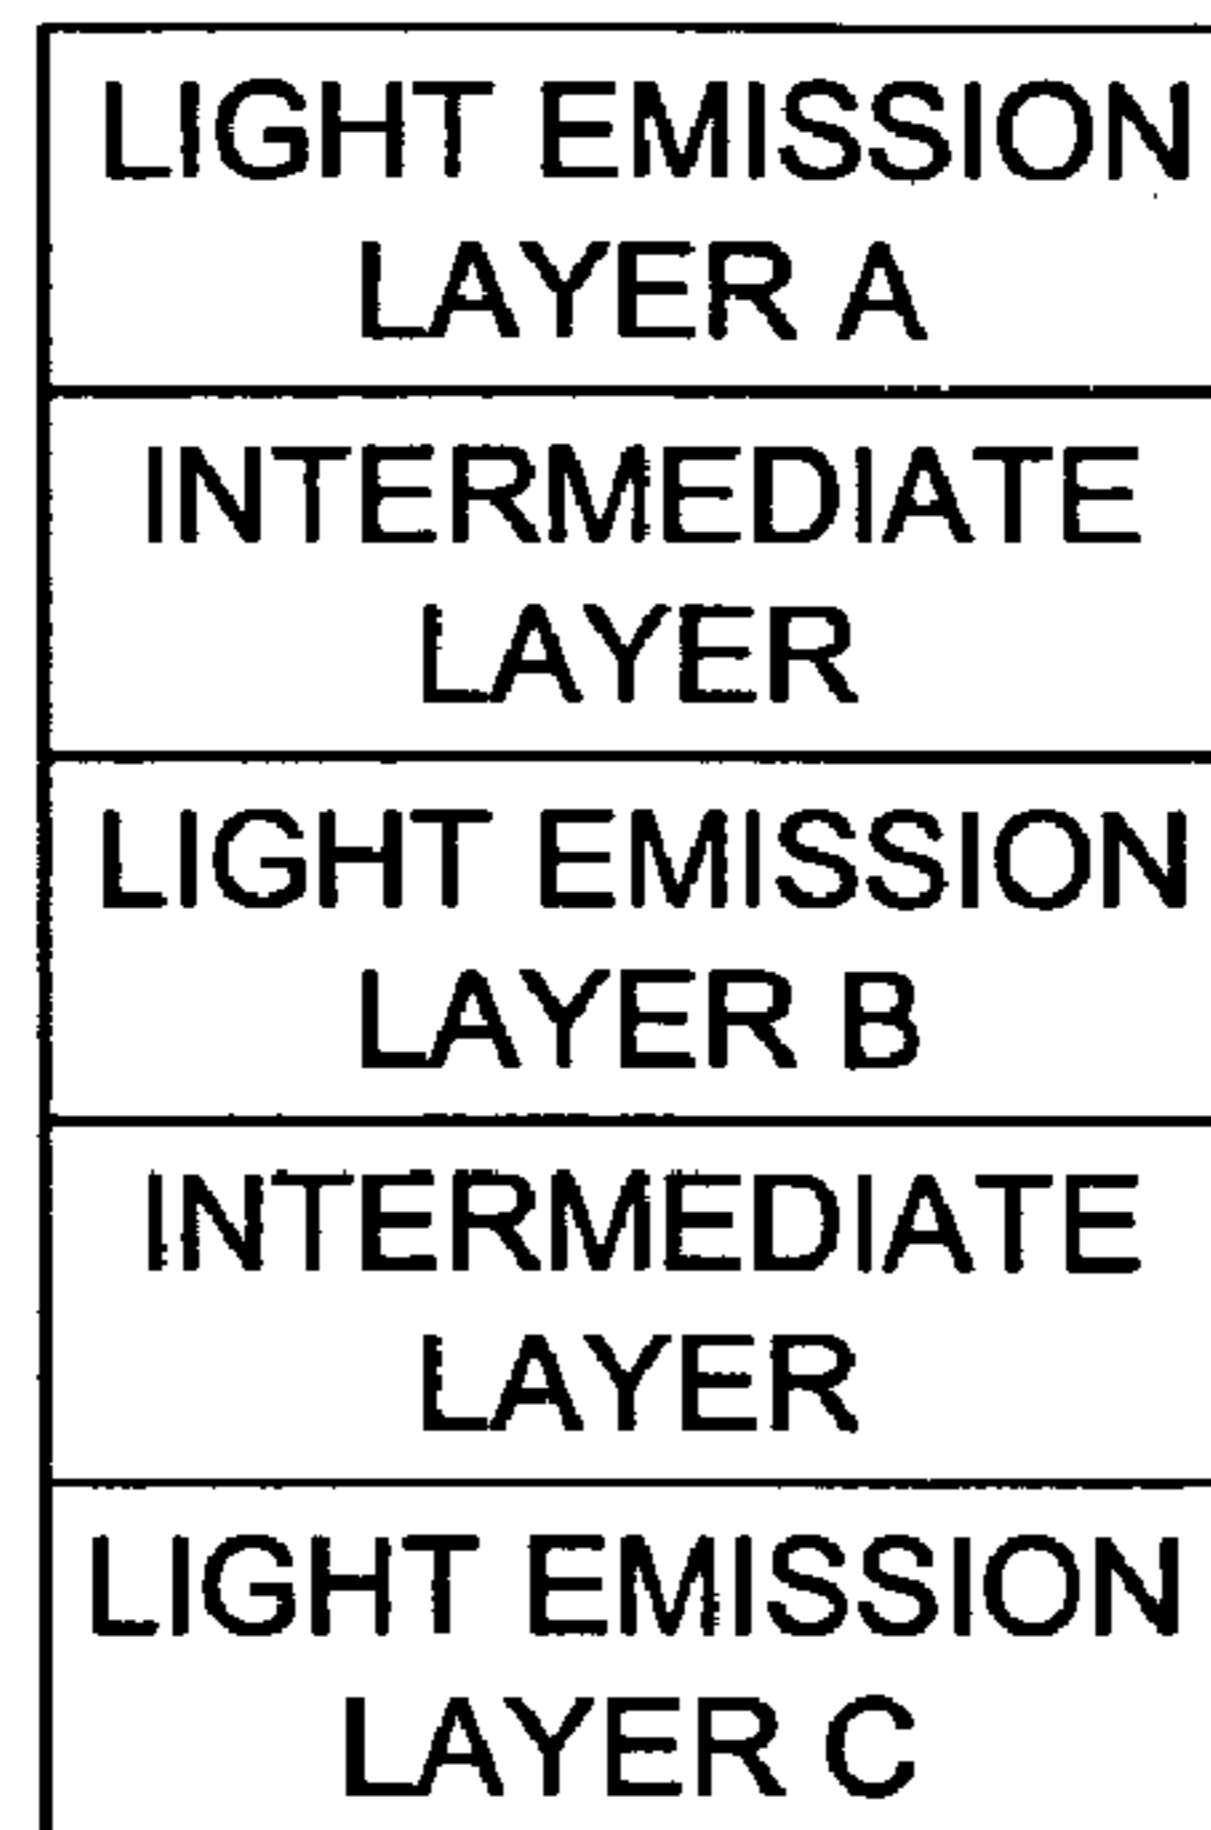 LIGHT EMISSION
LAYER A
INTERMEDIATE
LAYER
LIGHT EMISSION
LAYER B
INTERMEDIATE
LAYER
LIGHT EMISSION
LAYER C